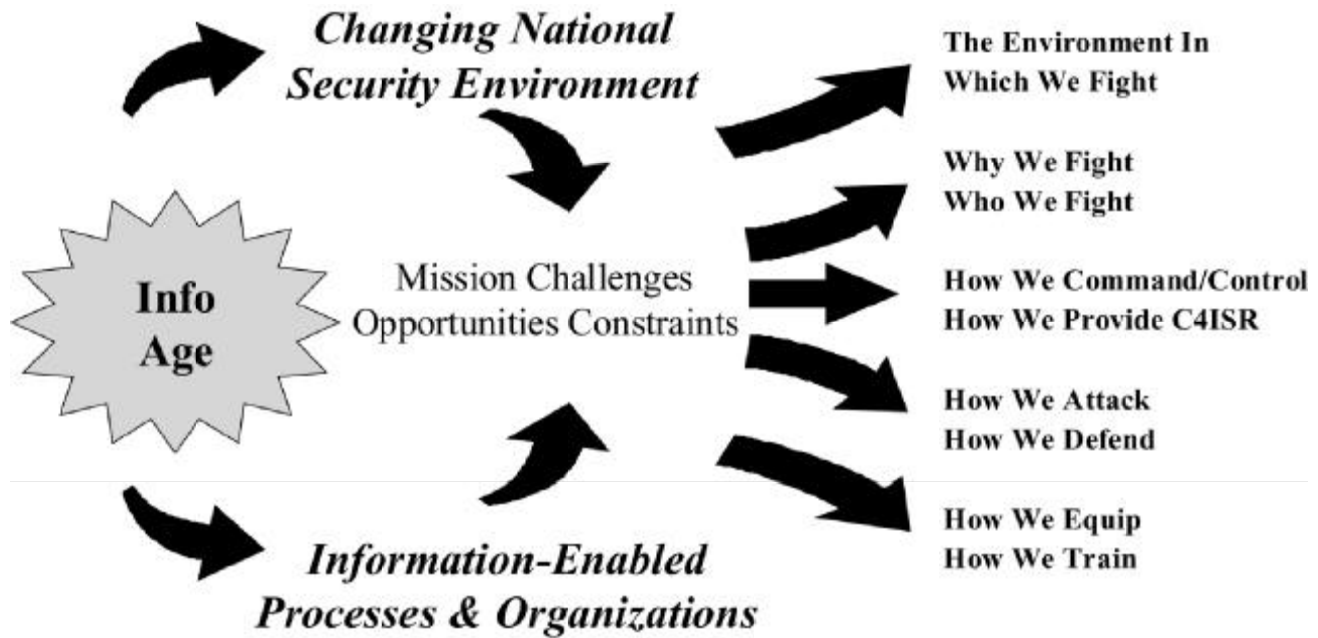 Changing National
Security Environment
Info
Age
Mission Challenges
Opportunities Constraints
Information-Enabled
Processes & Organizations
The Environment In
Which We Fight
Why We Fight
Who We Fight
How We Command/Control
How We Provide C4ISR
How We Attack
How We Defend
How We Equip
How We Train